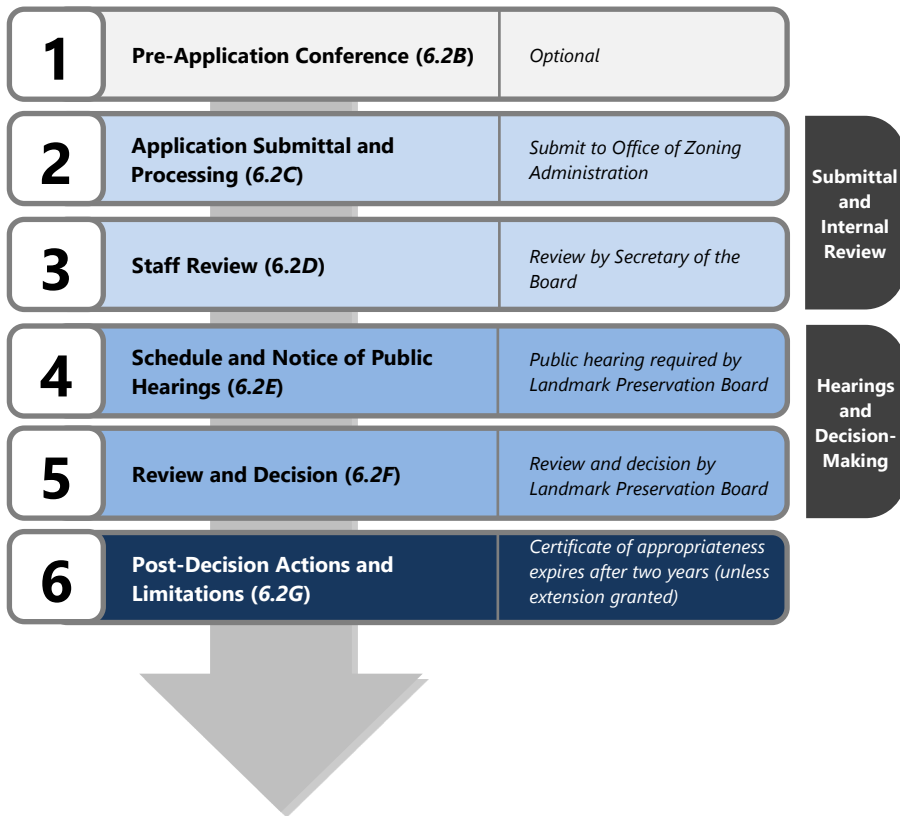 1
Pre-Application Conference (6.2B)
Optional
2
Application Submittal and
Processing (6.2C)
Submit to Office of Zoning
Administration
3
Staff Review (6.2D)
Review by Secretary of the
Board
Submittal
and
Internal
Review
4
Schedule and Notice of Public
Hearings (6.2E)
Public hearing required by
Landmark Preservation Board
5
Review and Decision (6.2F)
Review and decision by
Landmark Preservation Board
Hearings
and
Decision-
Making
6
Post-Decision Actions and
Limitations (6.2G)
Certificate of appropriateness
expires after two years (unless
extension granted)